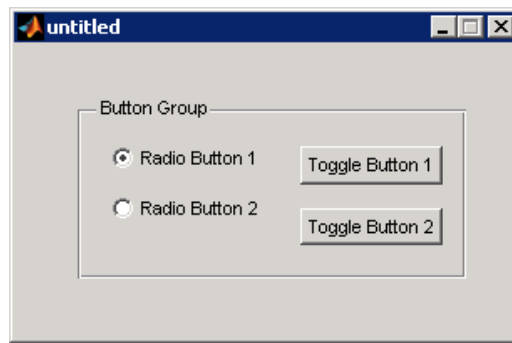 untitled
Button Group
Radio Button 1
Toggle Button 1
Radio Button 2
Toggle Button 2